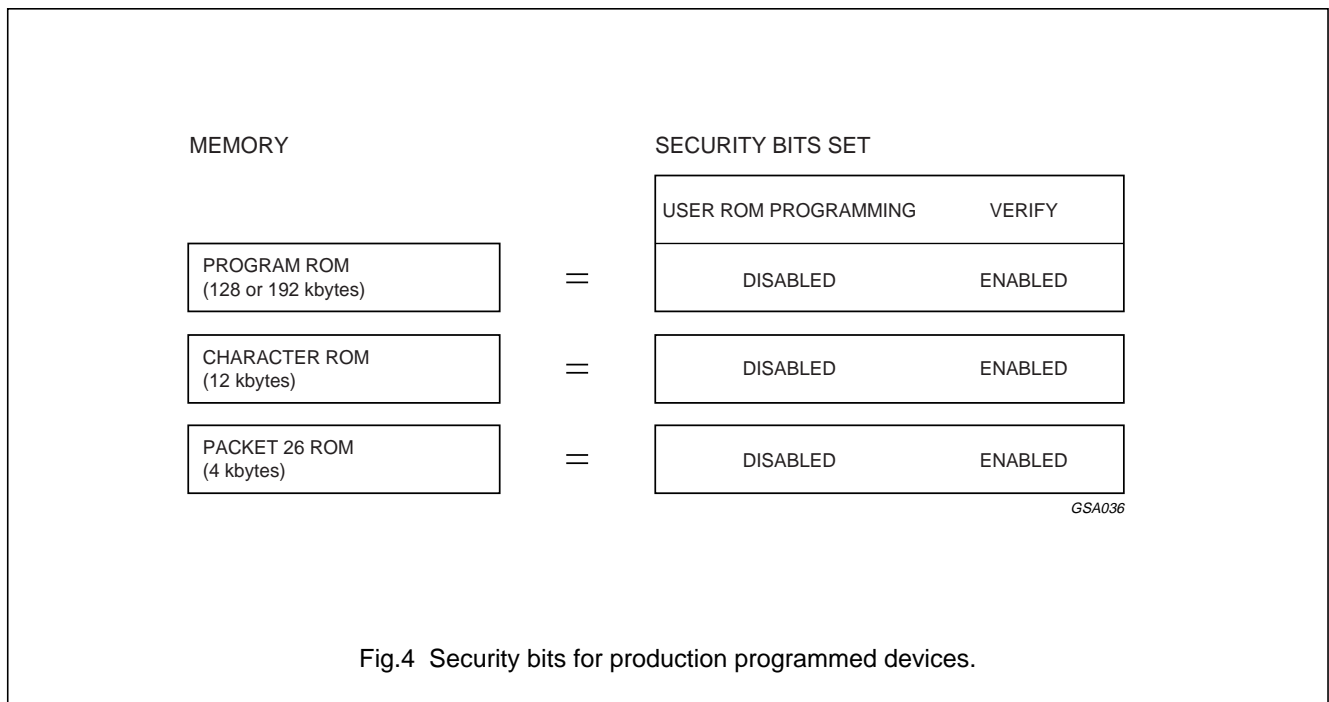 MEMORY
SECURITY BITS SET
USER ROM PROGRAMMING VERIFY
PROGRAM ROM
(128 or 192 kbytes)
=
DISABLED ENABLED
CHARACTER ROM
(12 kbytes)
=
DISABLED ENABLED
PACKET 26 ROM
(4 kbytes)
=
DISABLED ENABLED
GSA036
Fig.4 Security bits for production programmed devices.